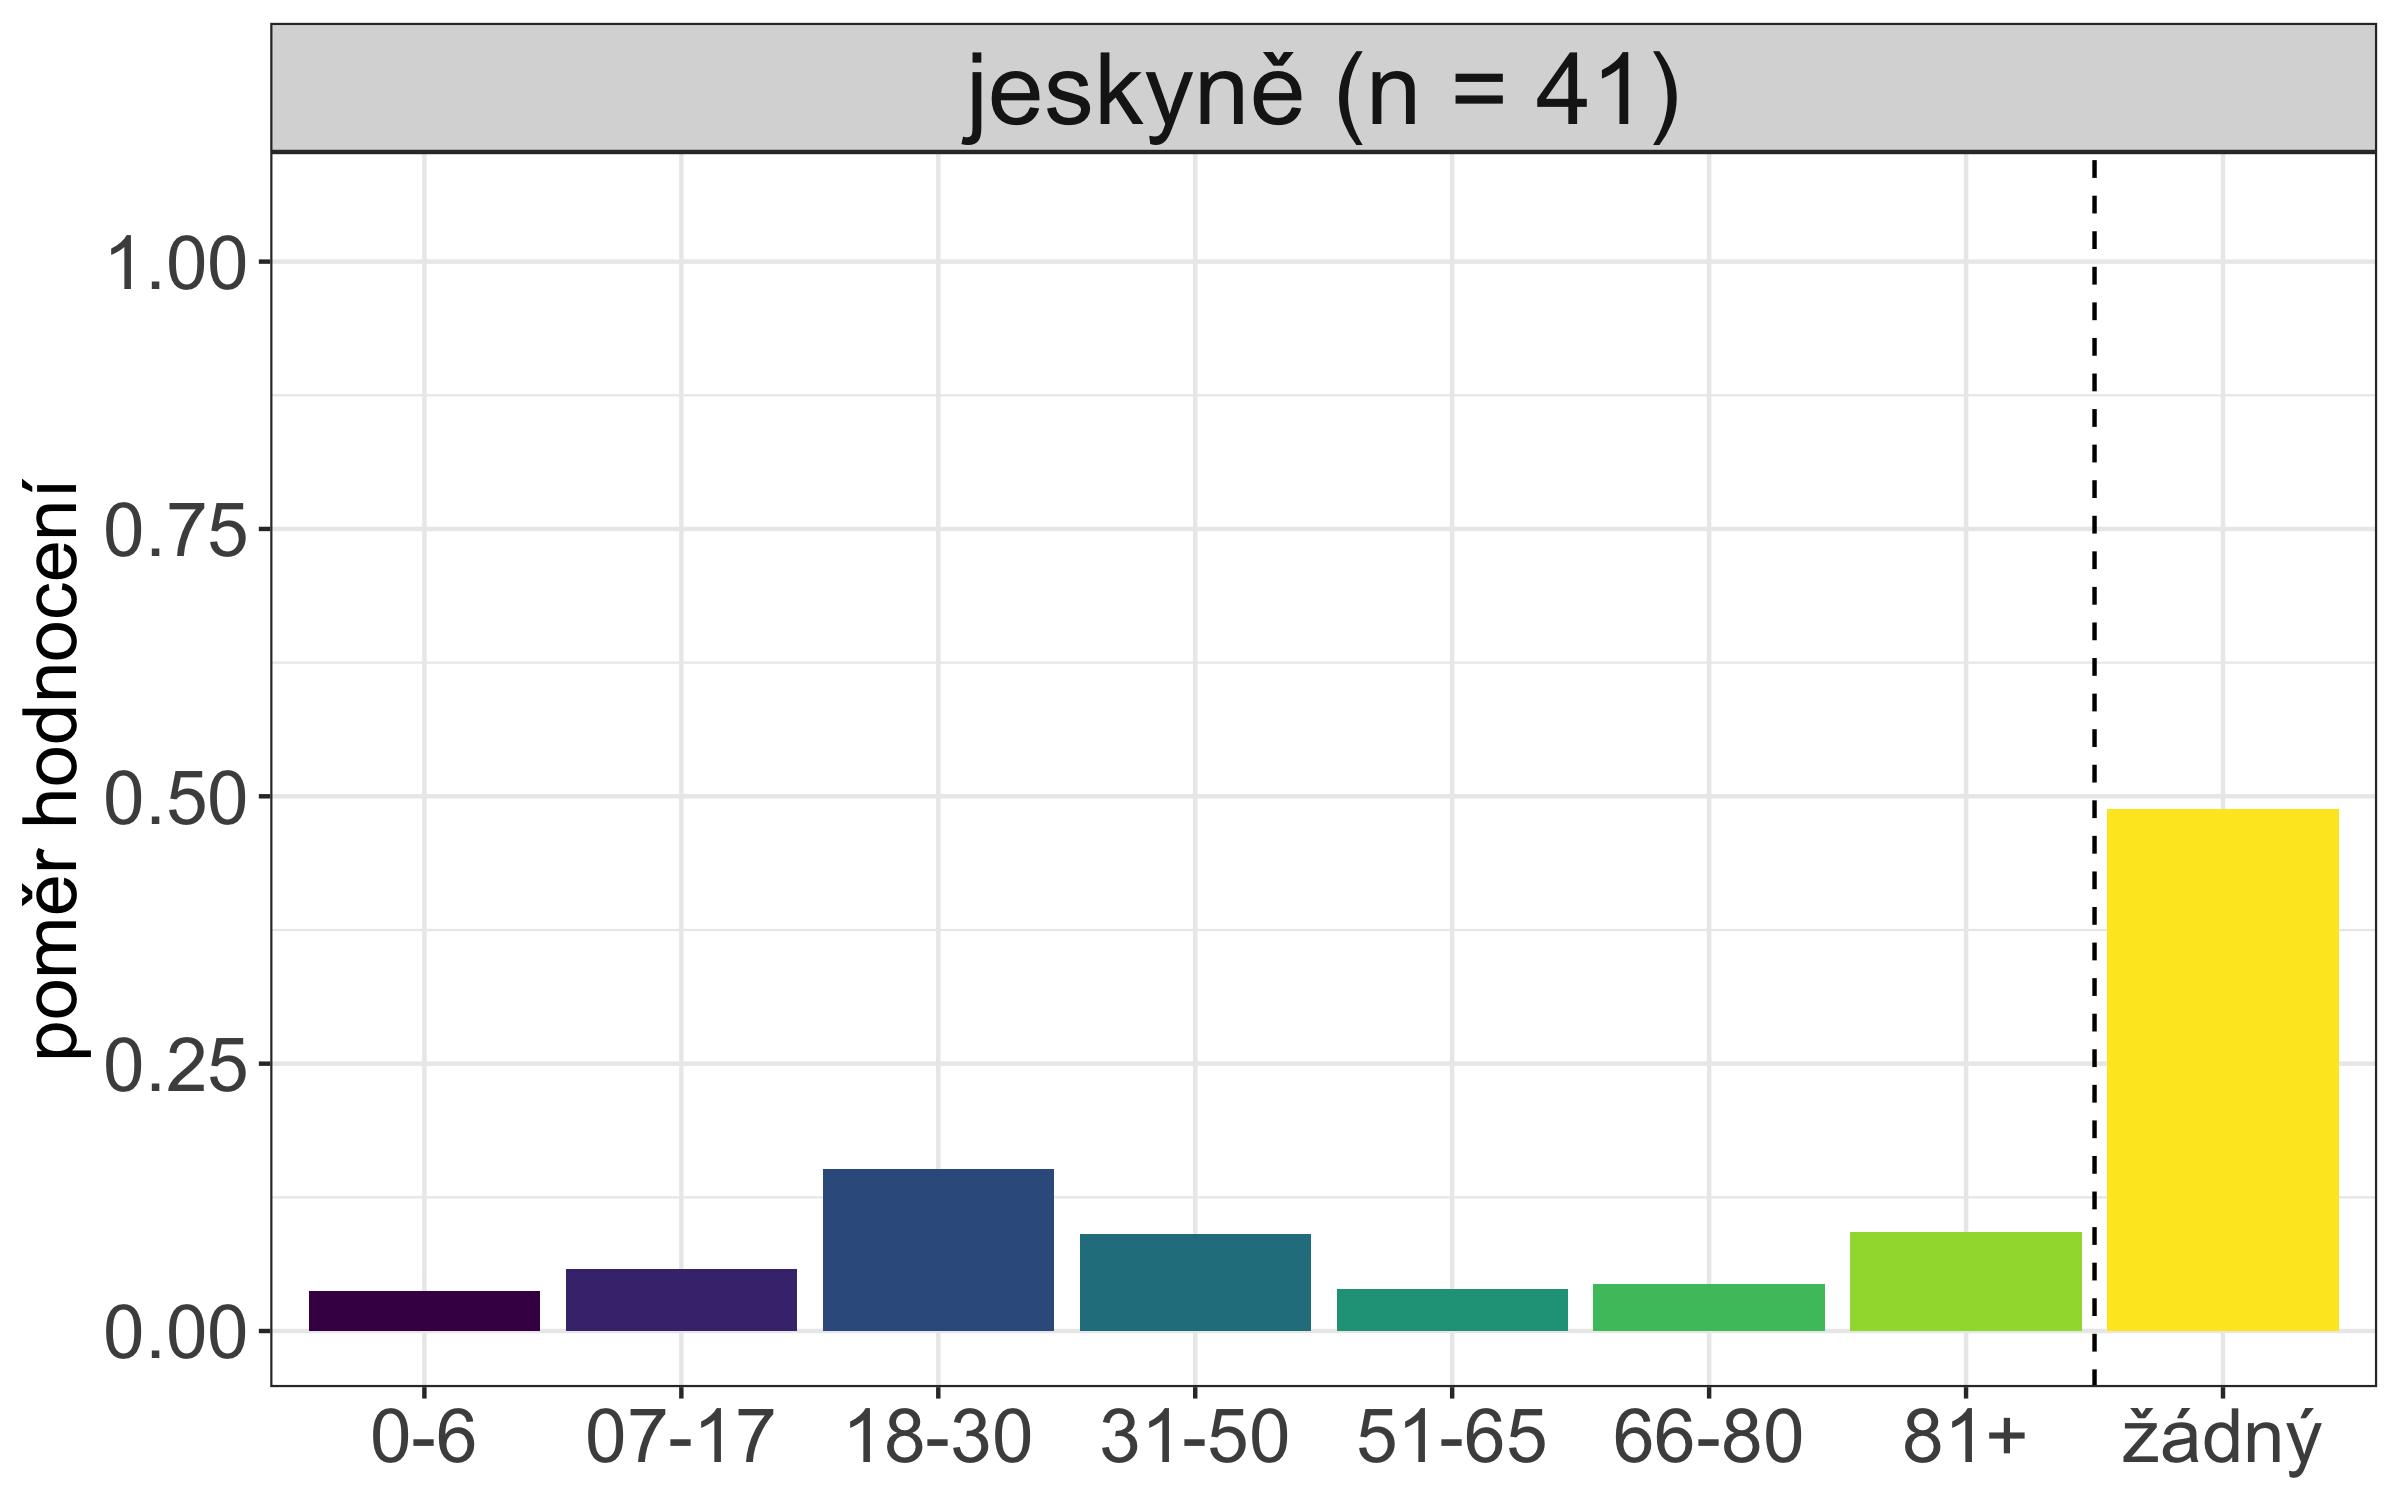 jeskyně (n = 41)
poměr hodnocení
1.00
0.75
0.50
0.25
0.00
0-6 07-17 18-30 31-50 51-65 66-80 81+ žádný